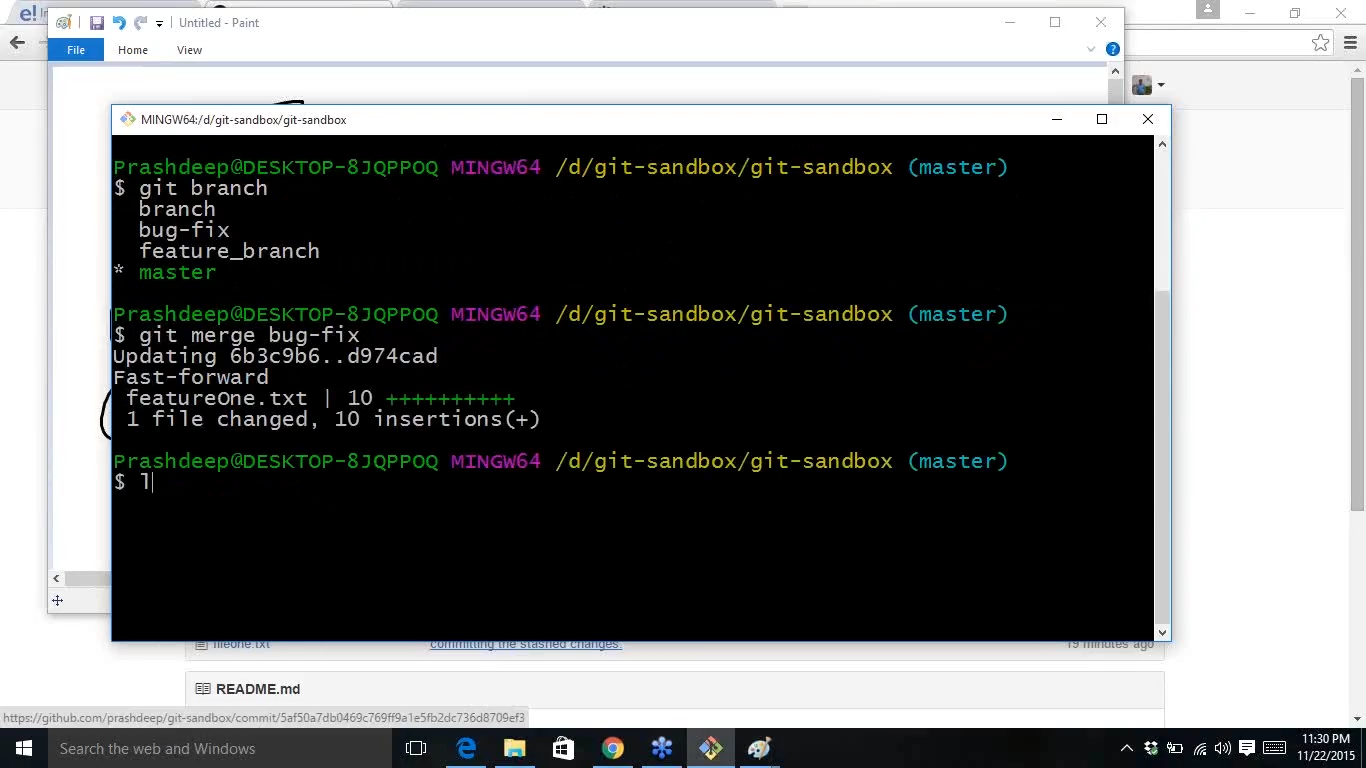 Untitled - Paint
File Home View
MINGW64:/d/git-sandbox/git-sandbox
Prashdeep@DESKTOP-8JQPPOQ MINGW64 /d/git-sandbox/git-sandbox (master)
$ git branch
branch
bug-fix
feature_branch
* master
Prashdeep@DESKTOP-8JQPPOQ MINGW64 /d/git-sandbox/git-sandbox (master)
$ git merge bug-fix
Updating 6b3c9b6..d974cad
Fast-forward
featureOne.txt | 10 ++++++++++
1 file changed, 10 insertions(+)
Prashdeep@DESKTOP-8JQPPOQ MINGW64 /d/git-sandbox/git-sandbox (master)
$ l
fileone.txt committing the stashed changes. 19 minutes ago
README.md
https://github.com/prashdeep/git-sandbox/commit/5af50a7db0469c769ff9a1e5fb2dc736d8709ef3
Search the web and Windows
11:30 PM
11/22/2015